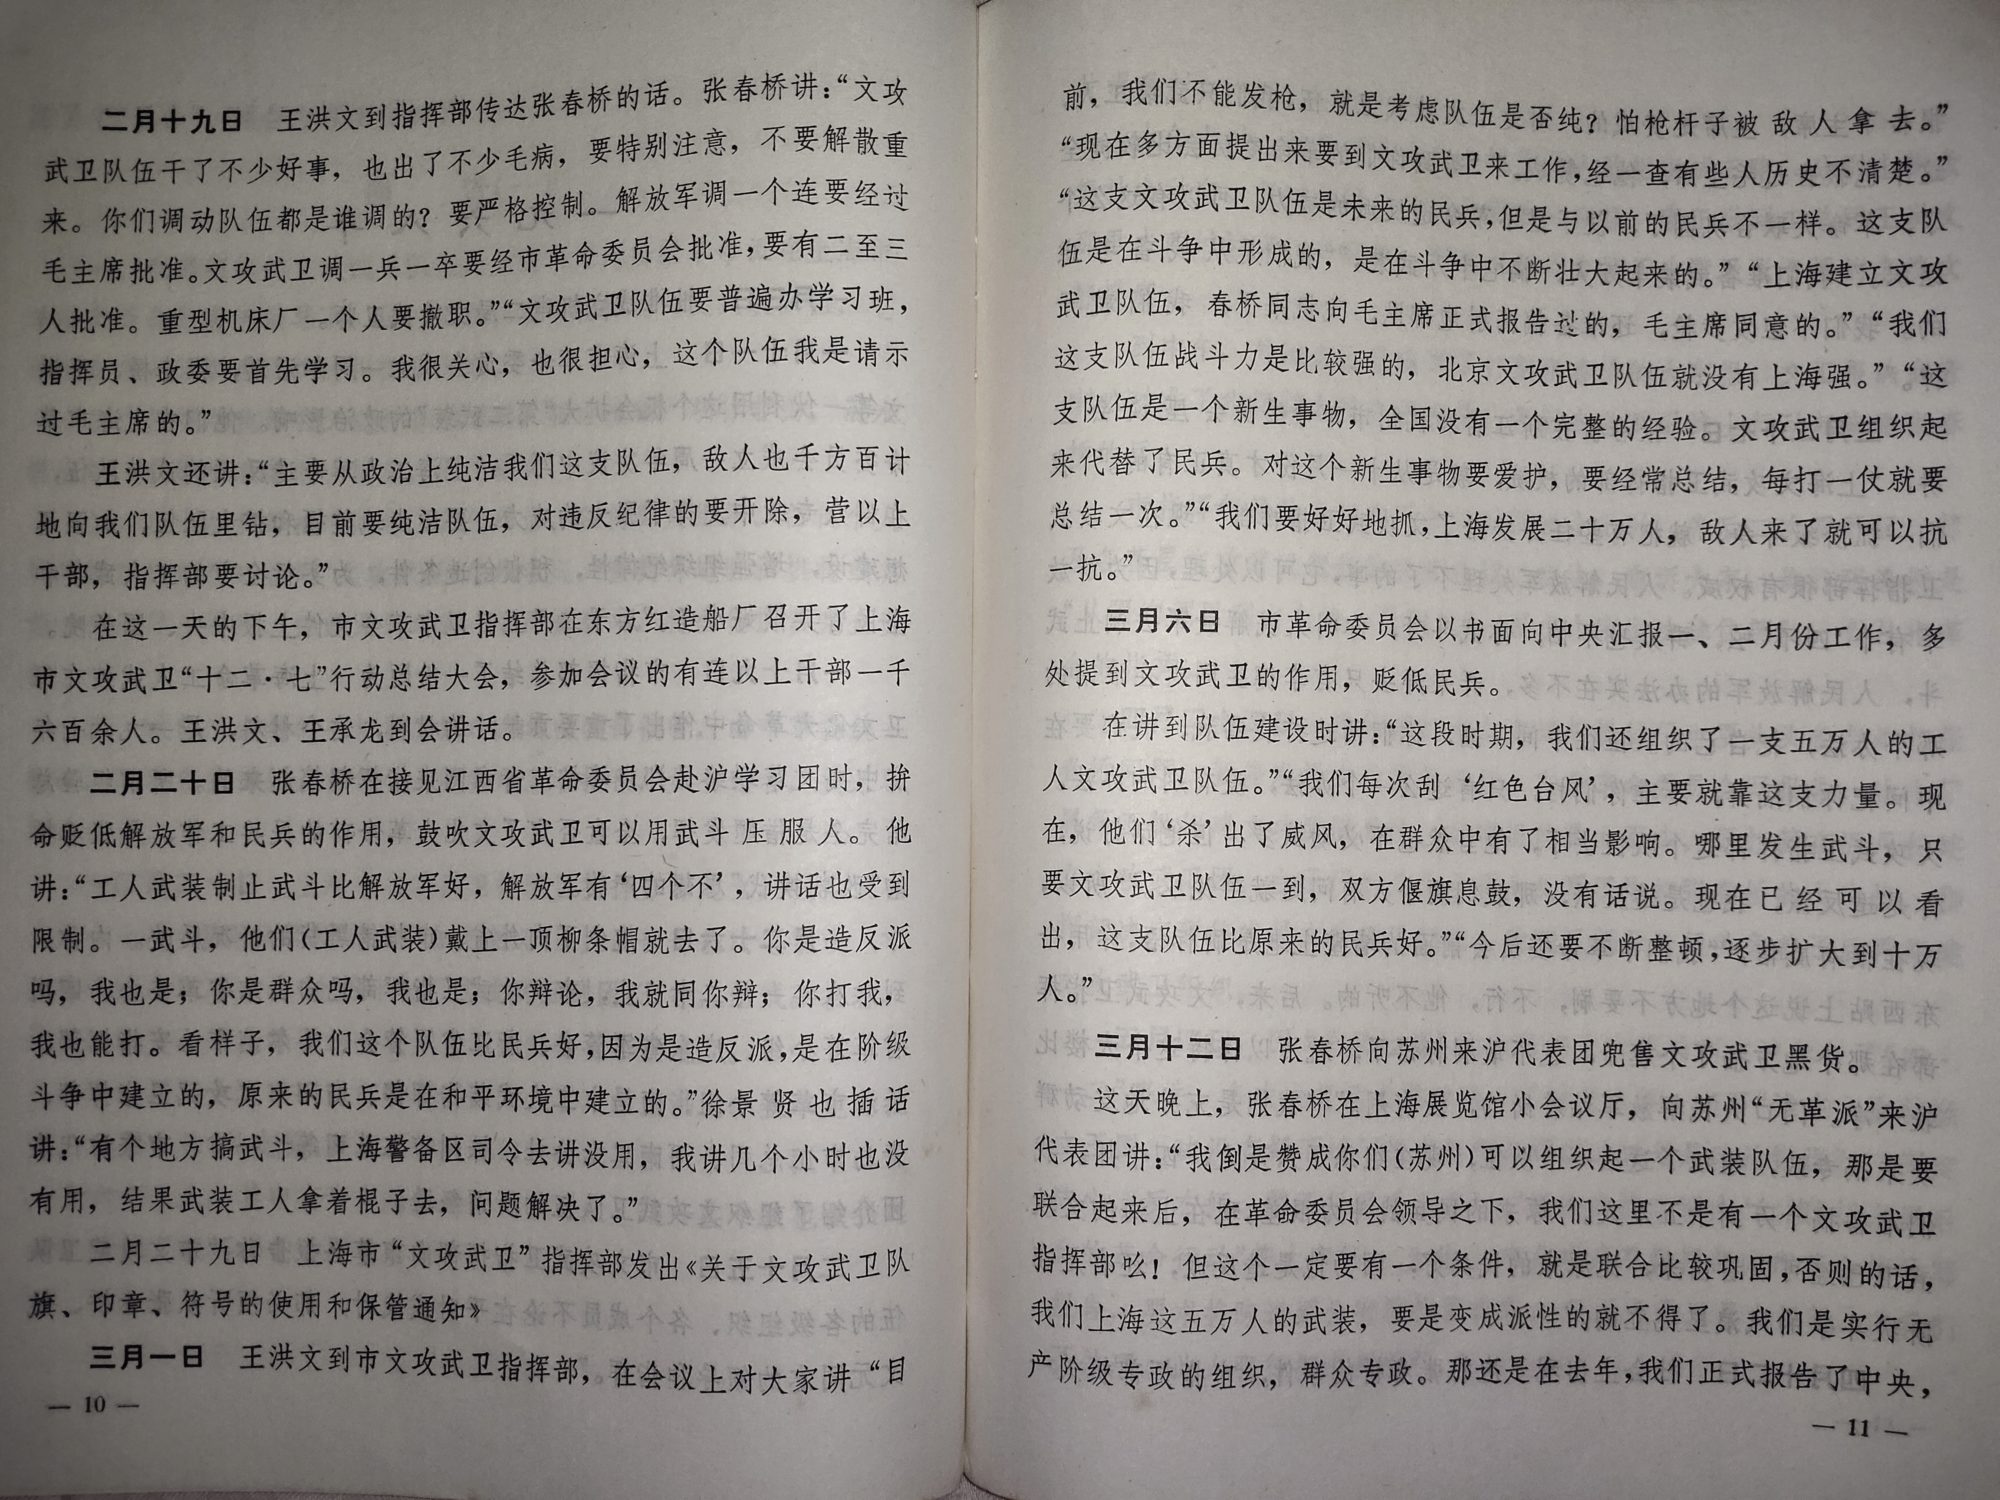 二月十九日　王洪文到指挥部传达张春桥的话。张春桥讲：“文攻
武卫队伍干了不少好事，也出了不少毛病，要特别注意，不要解散重
来。你们调动队伍都是谁调的？要严格控制。解放军调一个连要经过
毛主席批准。文攻武卫调一兵一卒要经市革命委员会批准，要有二至三
人批准。重型机床厂一个人要撤职。”“文攻武卫队伍要普遍办学习班，
指挥员、政委要首先学习。我很关心，也很担心，这个队伍我是请示
过毛主席的。”
王洪文还讲：“主要从政治上纯洁我们这支队伍，敌人也千方百计
地向我们队伍里钻，目前要纯洁队伍，对违反纪律的要开除，营以上
干部，指挥部要讨论。”
在这一天的下午，市文攻武卫指挥部在东方红造船厂召开了上海
市文攻武卫“十二·七”行动总结大会，参加会议的有连以上干部一千
六百余人。王洪文、王承龙到会讲话。
二月二十日　张春桥在接见江西省革命委员会赴沪学习团时，拚
命贬低解放军和民兵的作用，鼓吹文攻武卫可以用武斗压服人。他
讲：“工人武装制止武斗比解放军好，解放军有‘四个不’，讲话也受到
限制。一武斗，他们（工人武装）戴上一顶柳条帽就去了。你是造反派
吗，我也是；你是群众吗，我也是；你辩论，我就同你辩；你打我，
我也能打。看样子，我们这个队伍比民兵好，因为是造反派，是在阶级
斗争中建立的，原来的民兵是在和平环境中建立的。”徐景贤也插话
讲：“有个地方搞武斗，上海警备区司令去讲没用，我讲几个小时也没
有用，结果武装工人拿着棍子去，问题解决了。”
二月二十九日　上海市“文攻武卫”指挥部发出《关于文攻武卫队
旗、印章、符号的使用和保管通知》
三月一日　王洪文到市文攻武卫指挥部，在会议上对大家讲“目
— 10 —
前，我们不能发枪，就是考虑队伍是否纯？怕枪杆子被敌人拿去。”
“现在多方面提出来要到文攻武卫来工作，经一查有些人历史不清楚。”
“这支文攻武卫队伍是未来的民兵，但是与以前的民兵不一样。这支队
伍是在斗争中形成的，是在斗争中不断壮大起来的。”“上海建立文攻
武卫队伍，春桥同志向毛主席正式报告过的，毛主席同意的。”“我们
这支队伍战斗力是比较强的，北京文攻武卫队伍就没有上海强。”“这
支队伍是一个新生事物，全国没有一个完整的经验。文攻武卫组织起
来代替了民兵。对这个新生事物要爱护，要经常总结，每打一仗就要
总结一次。”“我们要好好地抓，上海发展二十万人，敌人来了就可以抗
一抗。”
三月六日　市革命委员会以书面向中央汇报一、二月份工作，多
处提到文攻武卫的作用，贬低民兵。
在讲到队伍建设时讲：“这段时期，我们还组织了一支五万人的工
人文攻武卫队伍。”“我们每次刮‘红色台风’，主要就靠这支力量。现
在，他们‘杀’出了威风，在群众中有了相当影响。哪里发生武斗，只
要文攻武卫队伍一到，双方偃旗息鼓，没有话说。现在已经可以看
出，这支队伍比原来的民兵好。”“今后还要不断整顿，逐步扩大到十万
人。”
三月十二日　张春桥向苏州来沪代表团兜售文攻武卫黑货。
这天晚上，张春桥在上海展览馆小会议厅，向苏州“无革派”来沪
代表团讲：“我倒是赞成你们（苏州）可以组织起一个武装队伍，那是要
联合起来后，在革命委员会领导之下，我们这里不是有一个文攻武卫
指挥部吆！但这个一定要有一个条件，就是联合比较巩固，否则的话，
我们上海这五万人的武装，要是变成派性的就不得了。我们是实行无
产阶级专政的组织，群众专政。那还是在去年，我们正式报告了中央，
— 11 —